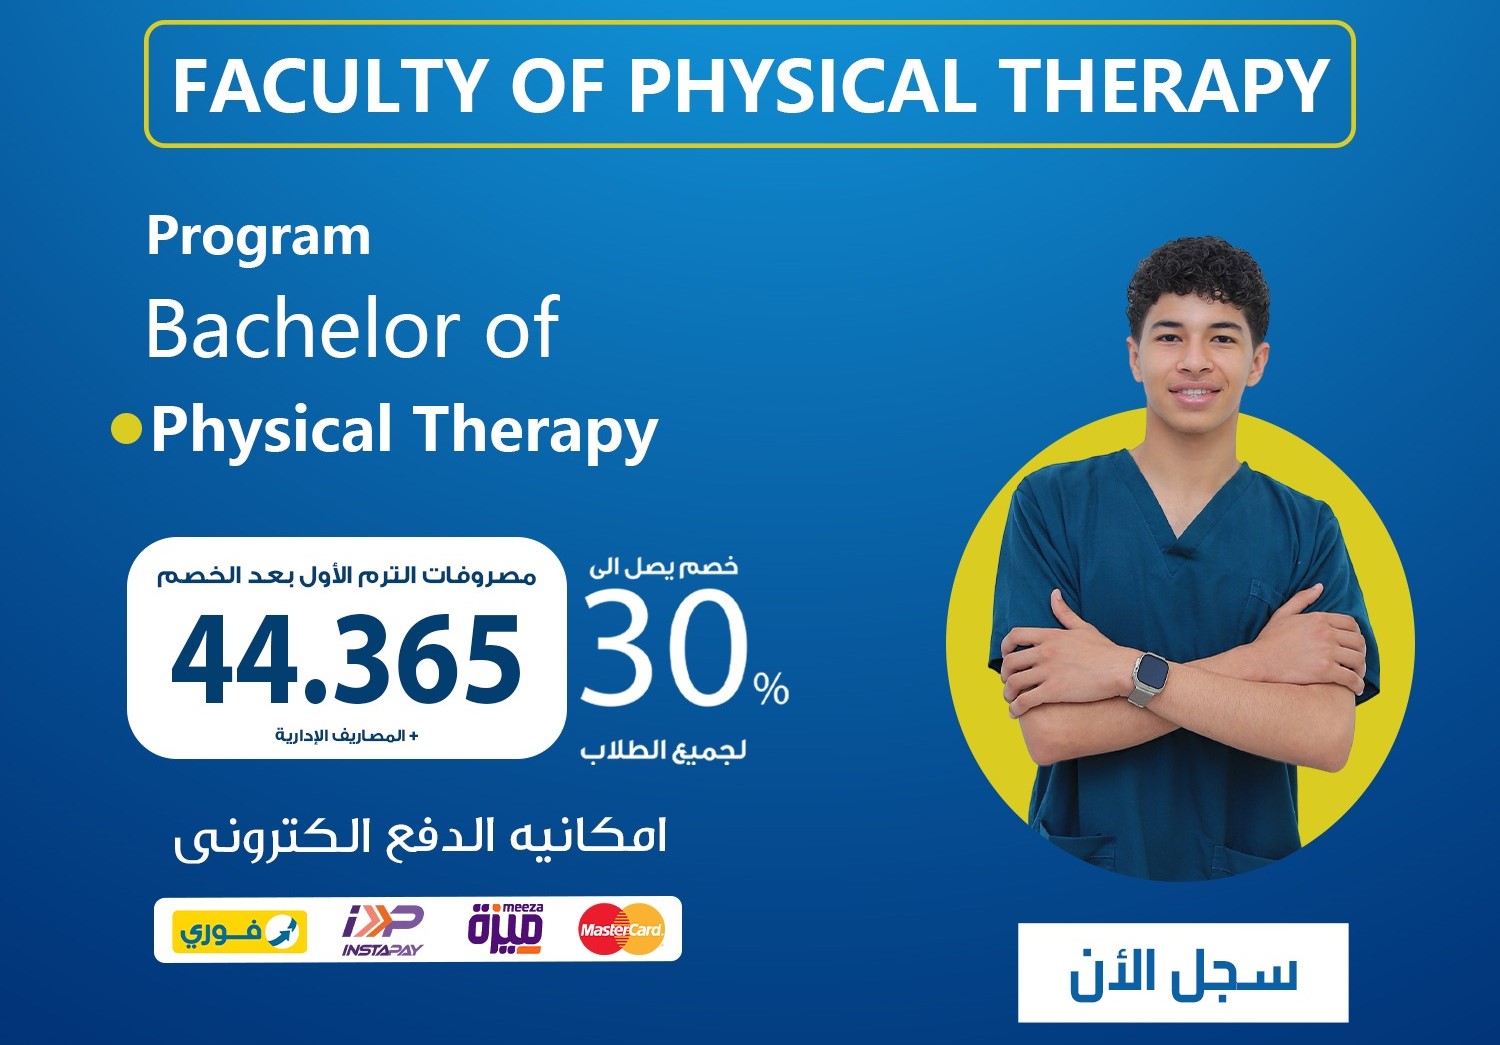 FACULTY OF PHYSICAL THERAPY
Program
Bachelor of
Physical Therapy
مصروفات الترم الأول بعد الخصم
44.365
+ المصاريف الإدارية
خصم يصل الى
30%
لجميع الطلاب
امكانيه الدفع الكترونى
فوري
INSTAPAY
meeza
ميزة
MasterCard
سجل الأن